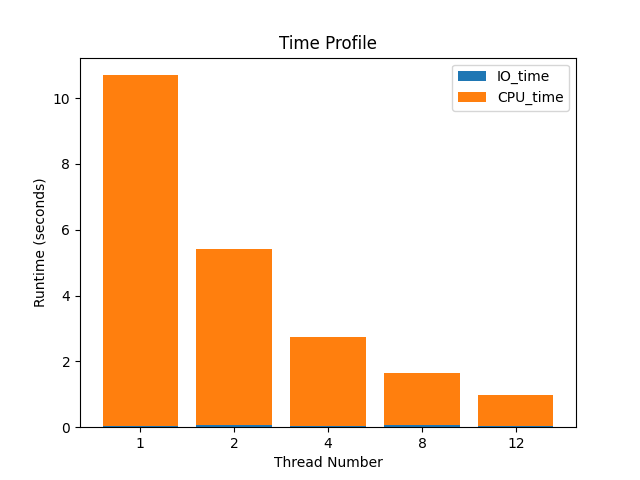 Time Profile
IO_time
CPU_time
Runtime (seconds)
10
8
6
4
2
0
1 2 4 8 12
Thread Number